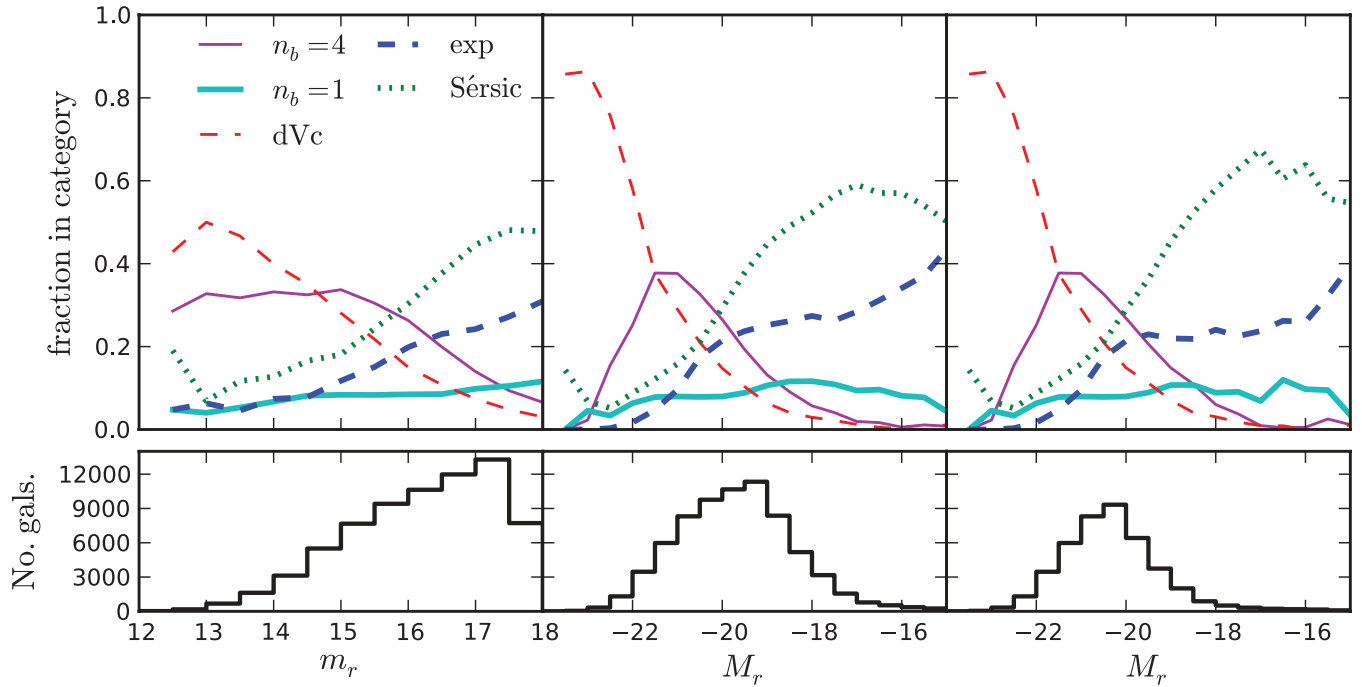 fraction in category
1.0
0.8
0.6
0.4
0.2
0.0
n_b = 4
exp
n_b = 1
Sérsic
dVc
No. gals.
12000
9000
6000
3000
0
12 13 14 15 16 17 18
−22 −20 −18 −16
−22 −20 −18 −16
m_r
M_r
M_r